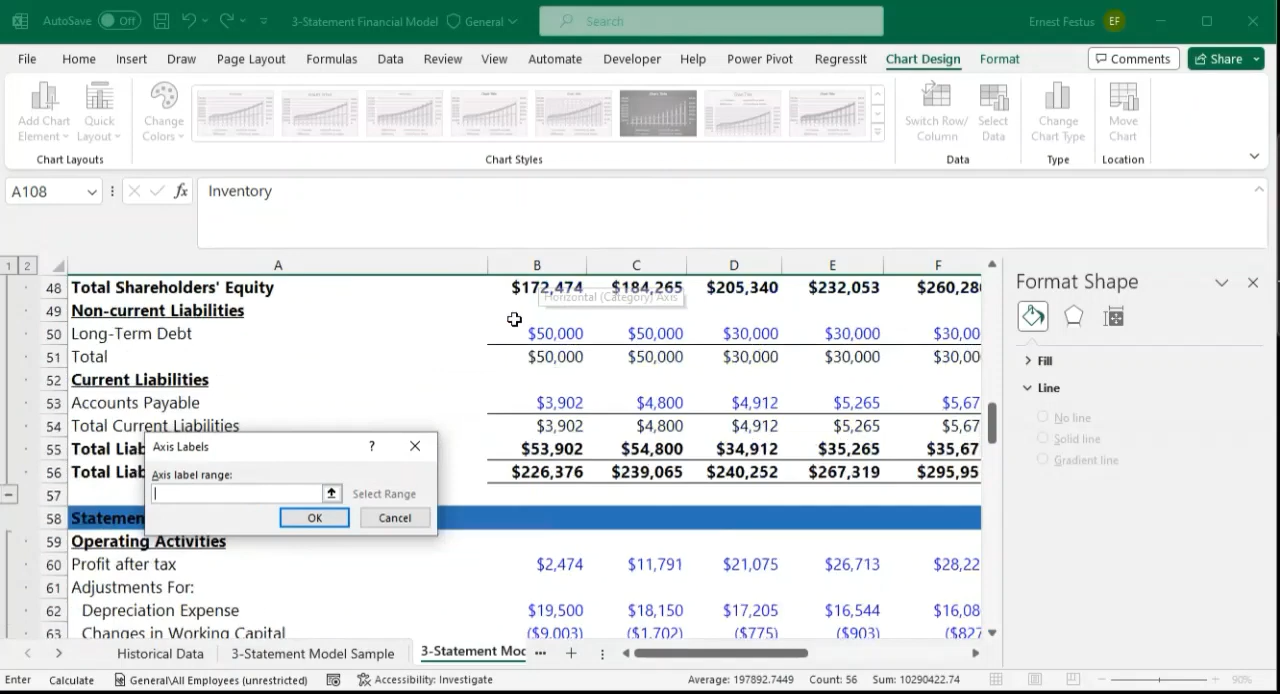 AutoSave Off 3-Statement Financial Model General Search Ernest Festus EF
File Home Insert Draw Page Layout Formulas Data Review View Automate Developer Help Power Pivot RegressIt Chart Design Format Comments Share
Add Chart Element Quick Layout Change Colors Switch Row/ Column Select Data Change Chart Type Move Chart
Chart Layouts Chart Styles Data Type Location
A108 fx Inventory
1 2 A B C D E F
48 Total Shareholders' Equity $172,474 $184,265 $205,340 $232,053 $260,28
Horizontal (Category) Axis
49 Non-current Liabilities
50 Long-Term Debt $50,000 $50,000 $30,000 $30,000 $30,00
51 Total $50,000 $50,000 $30,000 $30,000 $30,00
52 Current Liabilities
53 Accounts Payable $3,902 $4,800 $4,912 $5,265 $5,67
54 Total Current Liabilities $3,902 $4,800 $4,912 $5,265 $5,67
55 Total Liab $53,902 $54,800 $34,912 $35,265 $35,67
56 Total Liab $226,376 $239,065 $240,252 $267,319 $295,95
57
58 Statemen
59 Operating Activities
60 Profit after tax $2,474 $11,791 $21,075 $26,713 $28,22
61 Adjustments For:
62 Depreciation Expense $19,500 $18,150 $17,205 $16,544 $16,08
63 Changes in Working Capital ($9,003) ($1,702) ($775) ($903) ($827
Axis Labels ?
Axis label range:
Select Range
OK Cancel
Format Shape
Fill
Line
No line
Solid line
Gradient line
Historical Data 3-Statement Model Sample 3-Statement Moc ...
Enter Calculate General\All Employees (unrestricted) Accessibility: Investigate Average: 197892.7449 Count: 56 Sum: 10290422.74 90%